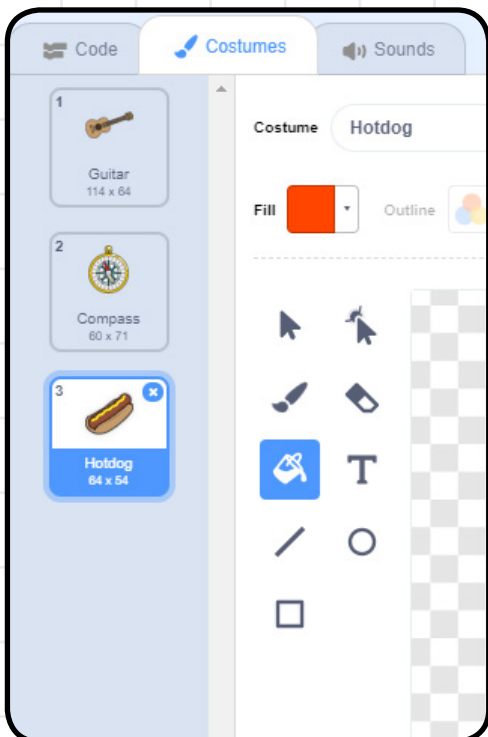 Code
Costumes
Sounds
1
Guitar
114 x 64
2
Compass
60 x 71
3
Hotdog
64 x 54
Costume
Hotdog
Fill
Outline
T